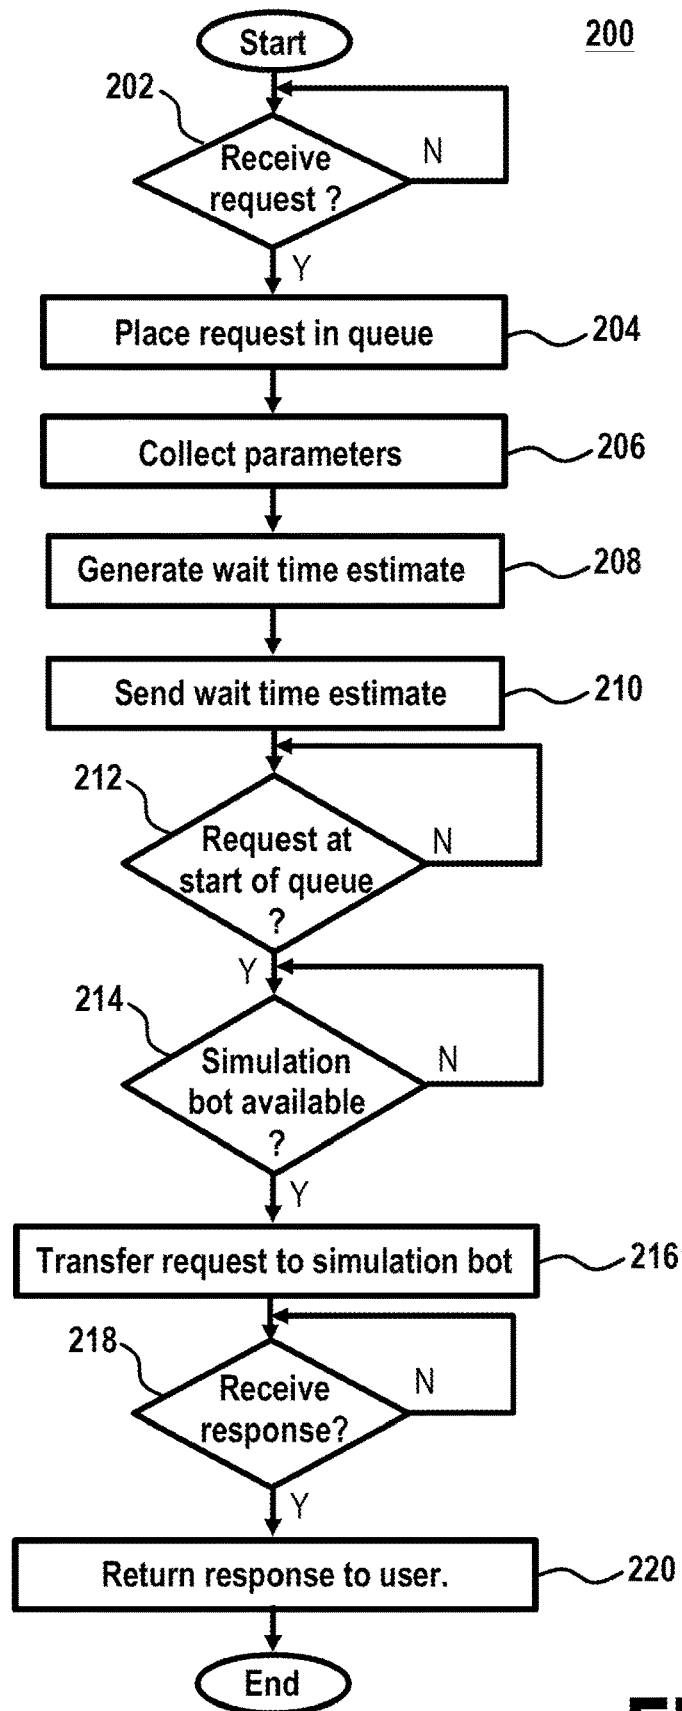 Start
200
202
Receive
request ?
N
Y
Place request in queue
204
Collect parameters
206
Generate wait time estimate
208
Send wait time estimate
210
212
Request at
start of queue
?
N
Y
214
Simulation
bot available
?
N
Y
Transfer request to simulation bot
216
218
Receive
response?
N
Y
Return response to user.
220
End